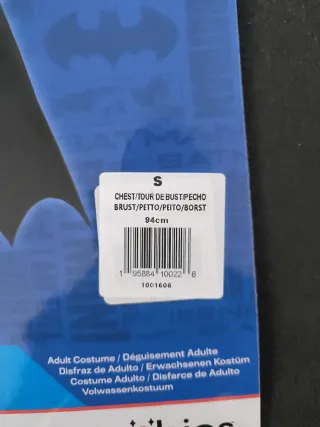 S
CHEST/TOUR DE BUST/PECHO
BRUST/PETTO/PEITO/BORST
94cm
1 95884 10022 6
1001606
Adult Costume / Déguisement Adulte
Disfraz de Adulto / Erwachsenen Kostüm
Costume Adulto / Disfarce de Adulto
Volwassenkostuum